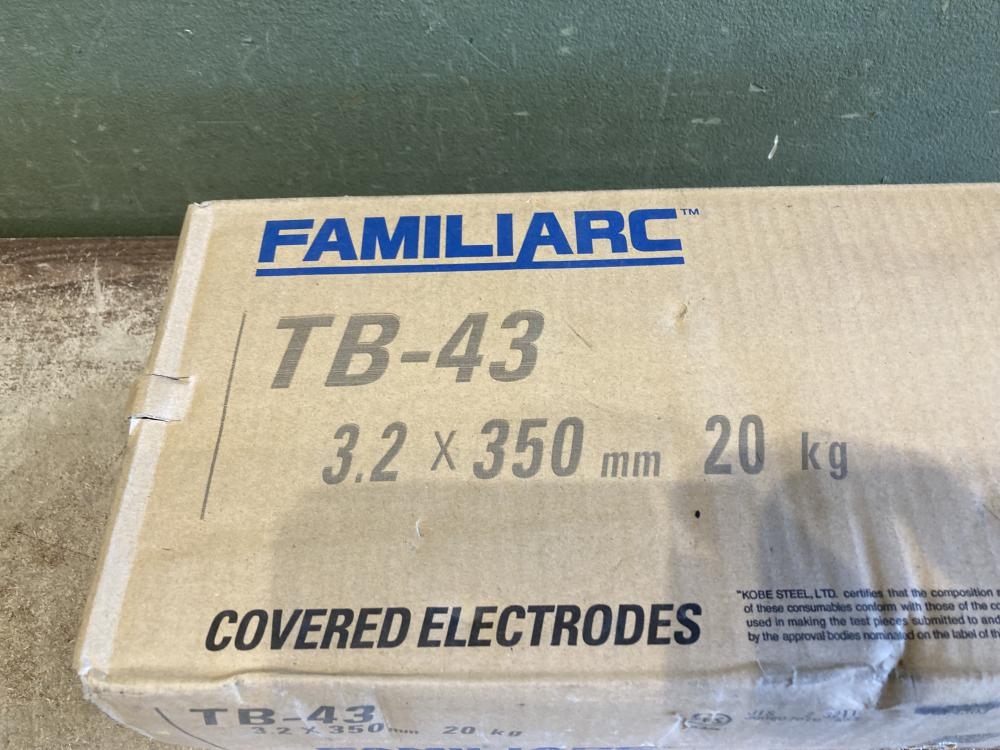 FAMILIARC™
TB-43
3.2 × 350 mm 20 kg
COVERED ELECTRODES
"KOBE STEEL, LTD. certifies that the composition
of these consumables conform with those of the
used in making the test pieces submitted to and
by the approval bodies nominated on the label of
TB-43
3.2 × 350 mm 20 kg
FAMILIARC